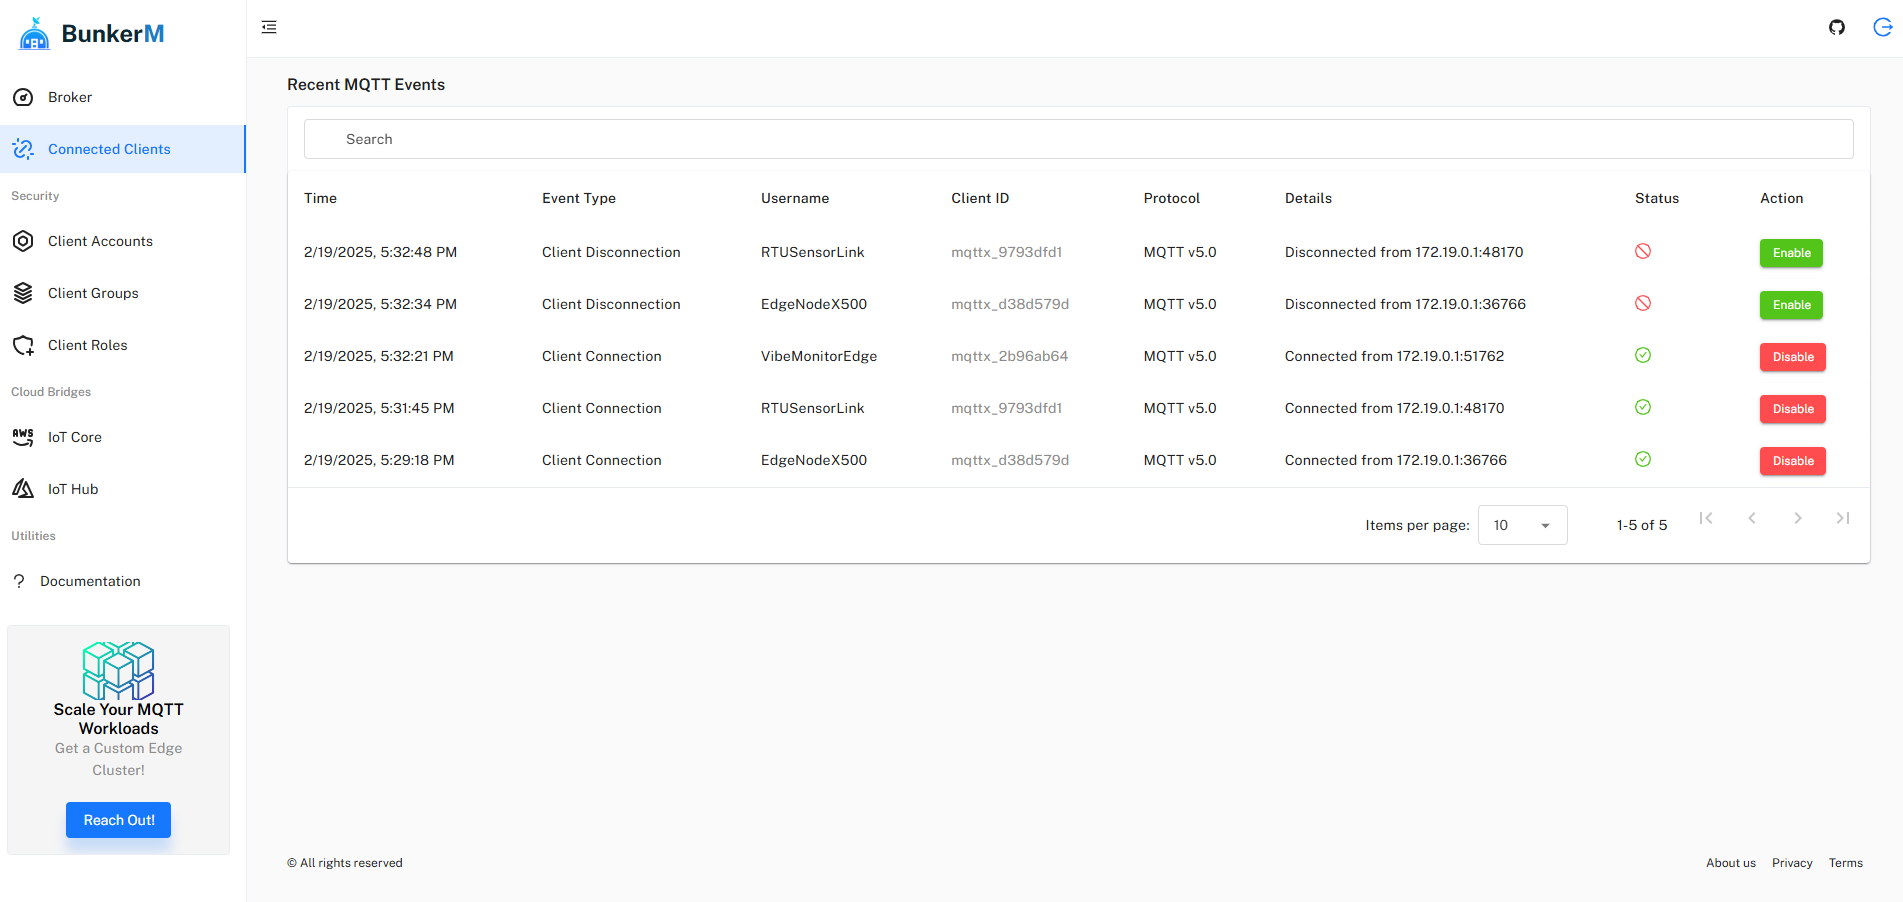 BunkerM
Broker
Connected Clients
Security
Client Accounts
Client Groups
Client Roles
Cloud Bridges
aws IoT Core
IoT Hub
Utilities
? Documentation
Scale Your MQTT
Workloads
Get a Custom Edge
Cluster!
Reach Out!
Recent MQTT Events
Search
Time Event Type Username Client ID Protocol Details Status Action
2/19/2025, 5:32:48 PM Client Disconnection RTUSensorLink mqttx_9793dfd1 MQTT v5.0 Disconnected from 172.19.0.1:48170 Enable
2/19/2025, 5:32:34 PM Client Disconnection EdgeNodeX500 mqttx_d38d579d MQTT v5.0 Disconnected from 172.19.0.1:36766 Enable
2/19/2025, 5:32:21 PM Client Connection VibeMonitorEdge mqttx_2b96ab64 MQTT v5.0 Connected from 172.19.0.1:51762 Disable
2/19/2025, 5:31:45 PM Client Connection RTUSensorLink mqttx_9793dfd1 MQTT v5.0 Connected from 172.19.0.1:48170 Disable
2/19/2025, 5:29:18 PM Client Connection EdgeNodeX500 mqttx_d38d579d MQTT v5.0 Connected from 172.19.0.1:36766 Disable
Items per page: 10 1-5 of 5
© All rights reserved About us Privacy Terms